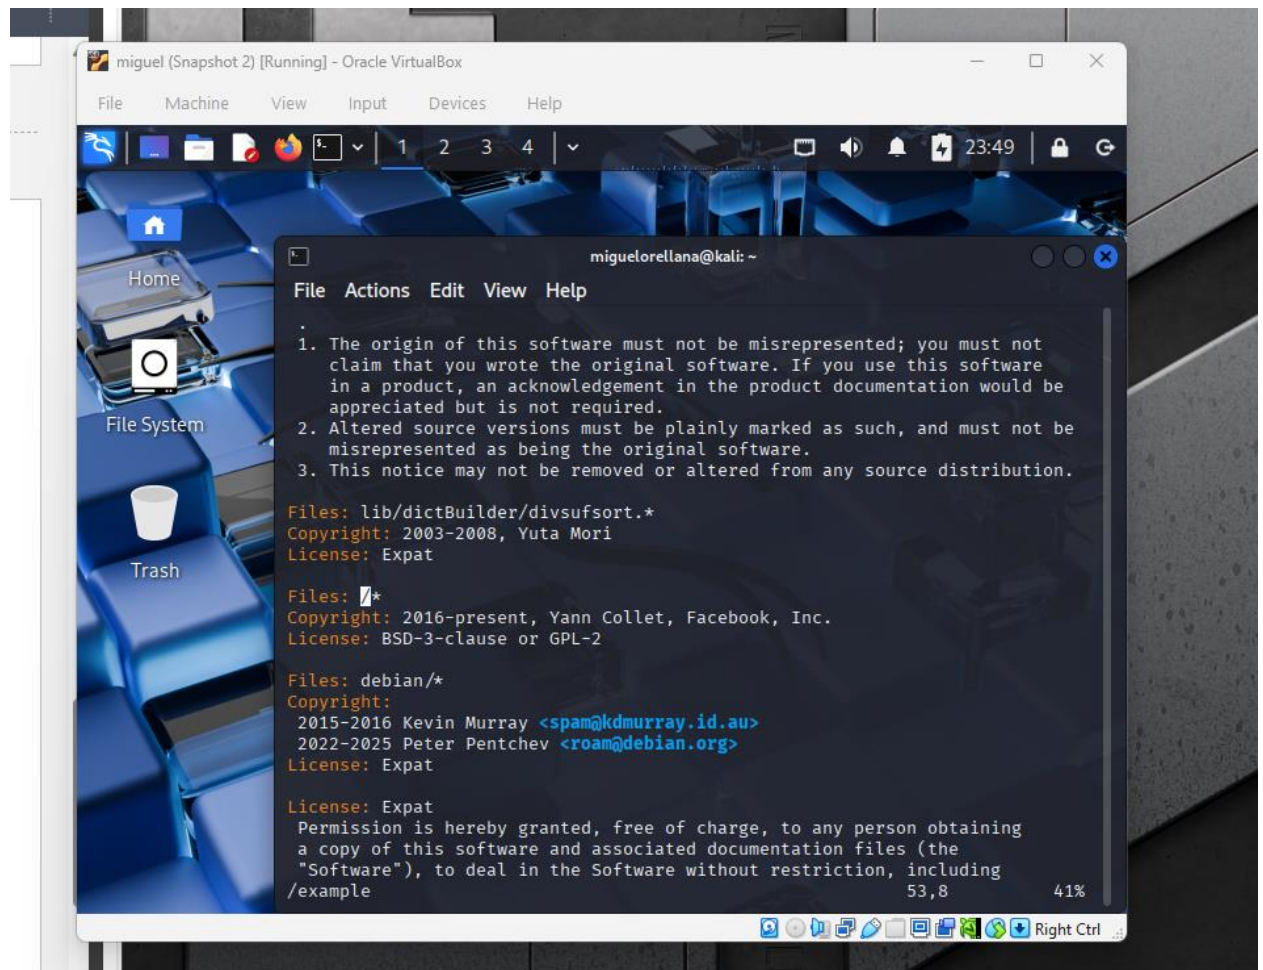 miguel (Snapshot 2) [Running] - Oracle VirtualBox
File Machine View Input Devices Help
1 2 3 4 23:49
Home
File System
Trash
miguelorellana@kali: ~
File Actions Edit View Help
.
1. The origin of this software must not be misrepresented; you must not
claim that you wrote the original software. If you use this software
in a product, an acknowledgement in the product documentation would be
appreciated but is not required.
2. Altered source versions must be plainly marked as such, and must not be
misrepresented as being the original software.
3. This notice may not be removed or altered from any source distribution.
Files: lib/dictBuilder/divsufsort.*
Copyright: 2003-2008, Yuta Mori
License: Expat
Files: /*
Copyright: 2016-present, Yann Collet, Facebook, Inc.
License: BSD-3-clause or GPL-2
Files: debian/*
Copyright:
2015-2016 Kevin Murray <spam@kdmurray.id.au>
2022-2025 Peter Pentchev <roam@debian.org>
License: Expat
License: Expat
Permission is hereby granted, free of charge, to any person obtaining
a copy of this software and associated documentation files (the
"Software"), to deal in the Software without restriction, including
/example 53,8 41%
Right Ctrl